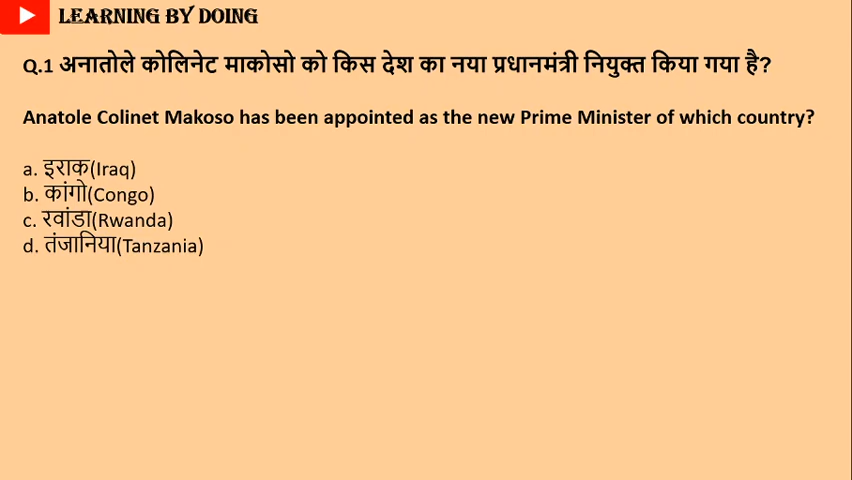 LEARNING BY DOING
Q.1 अनातोले कोलिनेट माकोसो को किस देश का नया प्रधानमंत्री नियुक्त किया गया है?
Anatole Colinet Makoso has been appointed as the new Prime Minister of which country?
a. इराक(Iraq)
b. कांगो(Congo)
c. रवांडा(Rwanda)
d. तंजानिया(Tanzania)